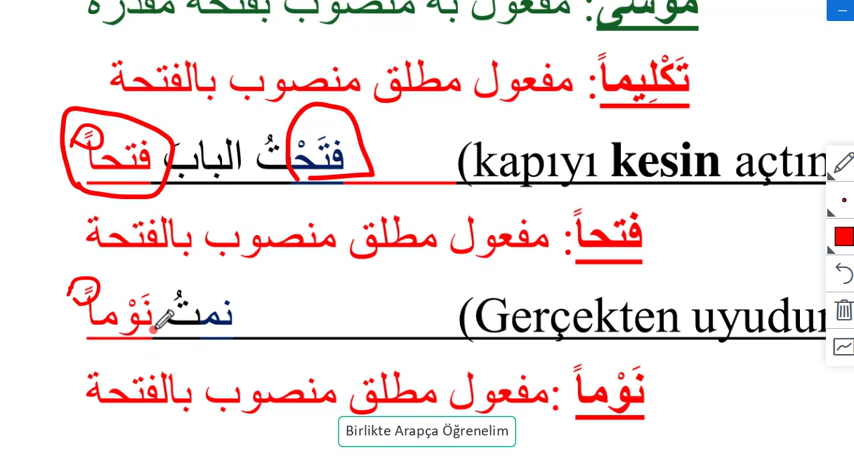 موسى: مفعول به منصوب بفتحة مقدرة
تَكْلِيماً: مفعول مطلق منصوب بالفتحة
فتَحْتُ البابَ فتحاً (kapıyı kesin açtım
فتحاً: مفعول مطلق منصوب بالفتحة
نمتُ نَوْماً (Gerçekten uyudum
نَوْماً: مفعول مطلق منصوب بالفتحة
Birlikte Arapça Öğrenelim